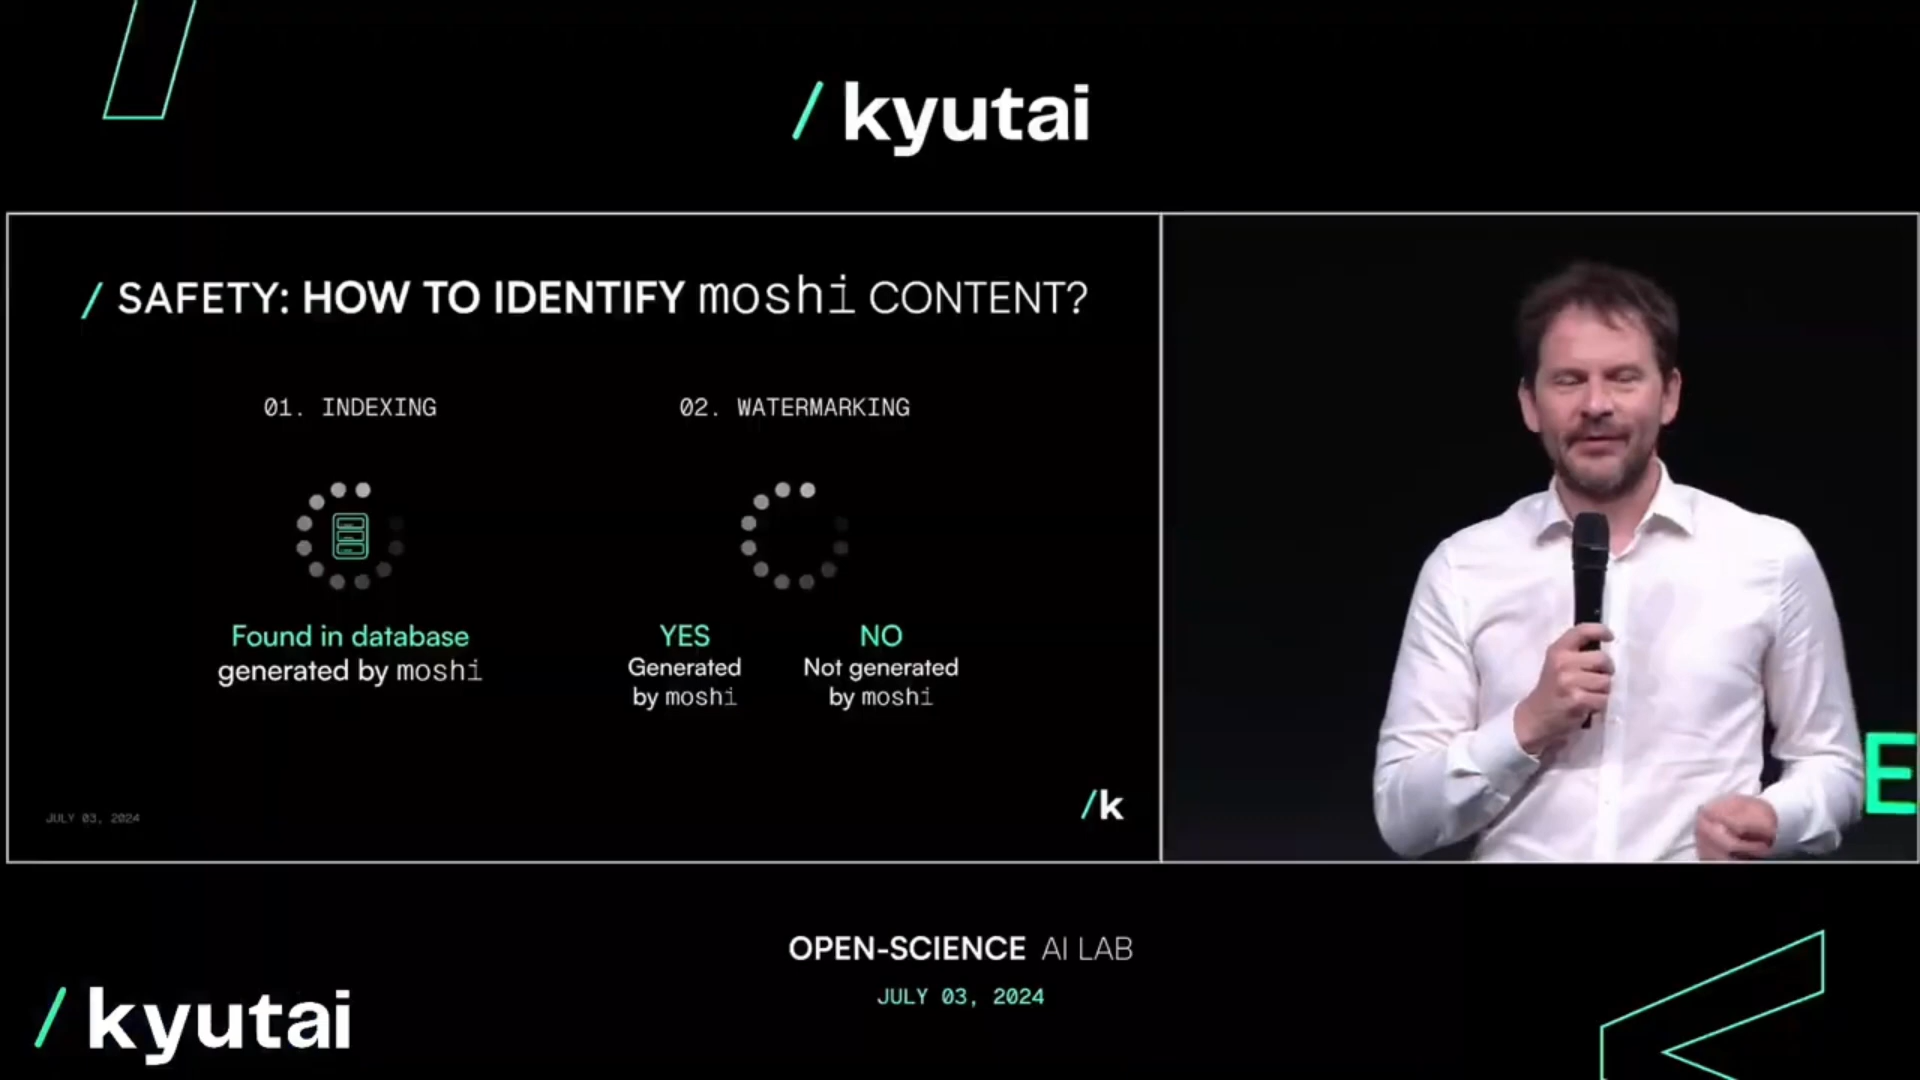 / kyutai
/ SAFETY: HOW TO IDENTIFY moshi CONTENT?
01. INDEXING
Found in database
generated by moshi
02. WATERMARKING
YES
Generated
by moshi
NO
Not generated
by moshi
JULY 03, 2024
/k
E
OPEN-SCIENCE AI LAB
JULY 03, 2024
/ kyutai